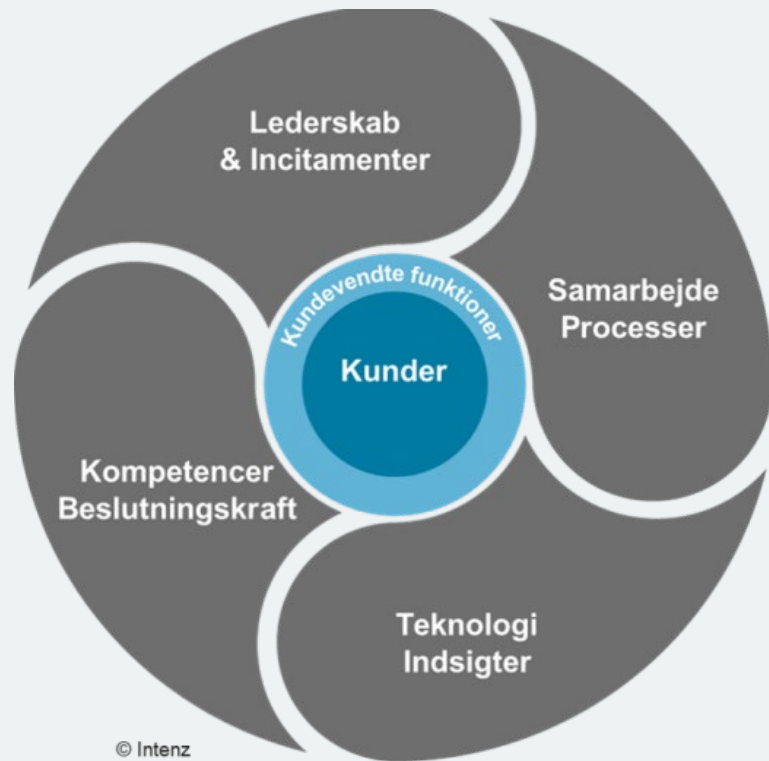 Lederskab
& Incitamenter
Samarbejde
Processer
Kundevendte funktioner
Kunder
Kompetencer
Beslutningskraft
Teknologi
Indsigter
© Intenz